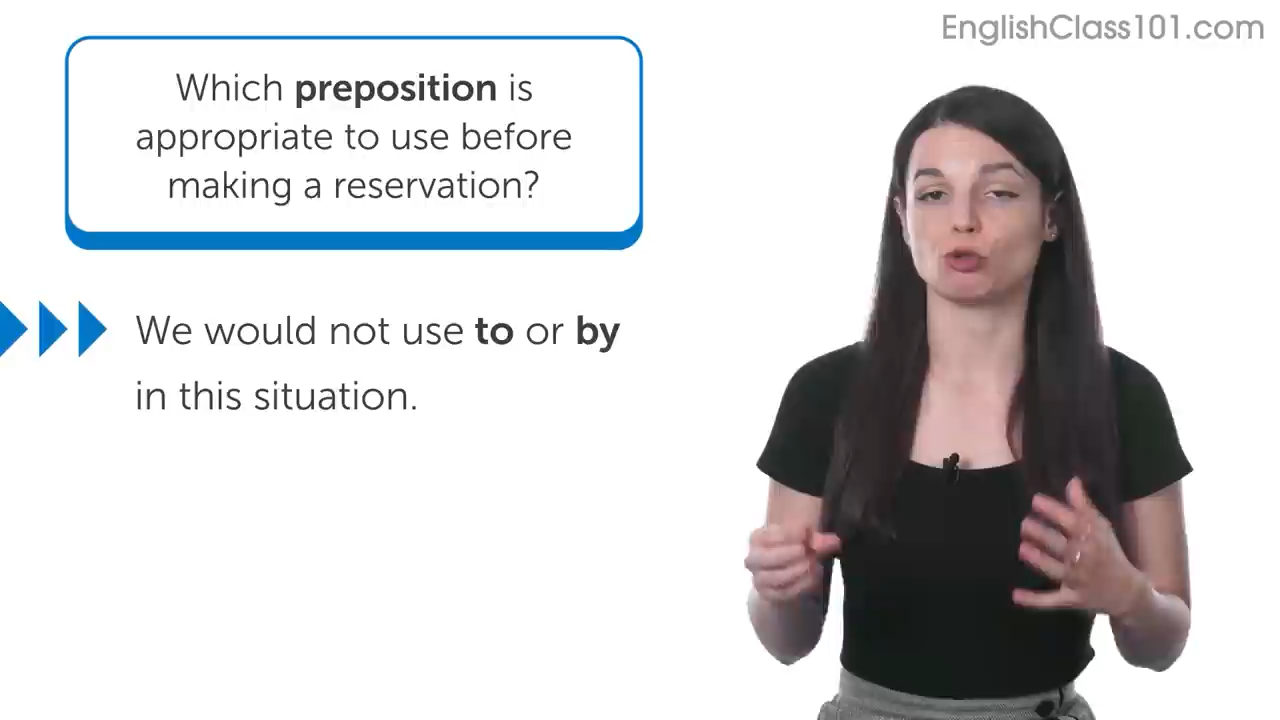 EnglishClass101.com
Which preposition is
appropriate to use before
making a reservation?
We would not use to or by
in this situation.